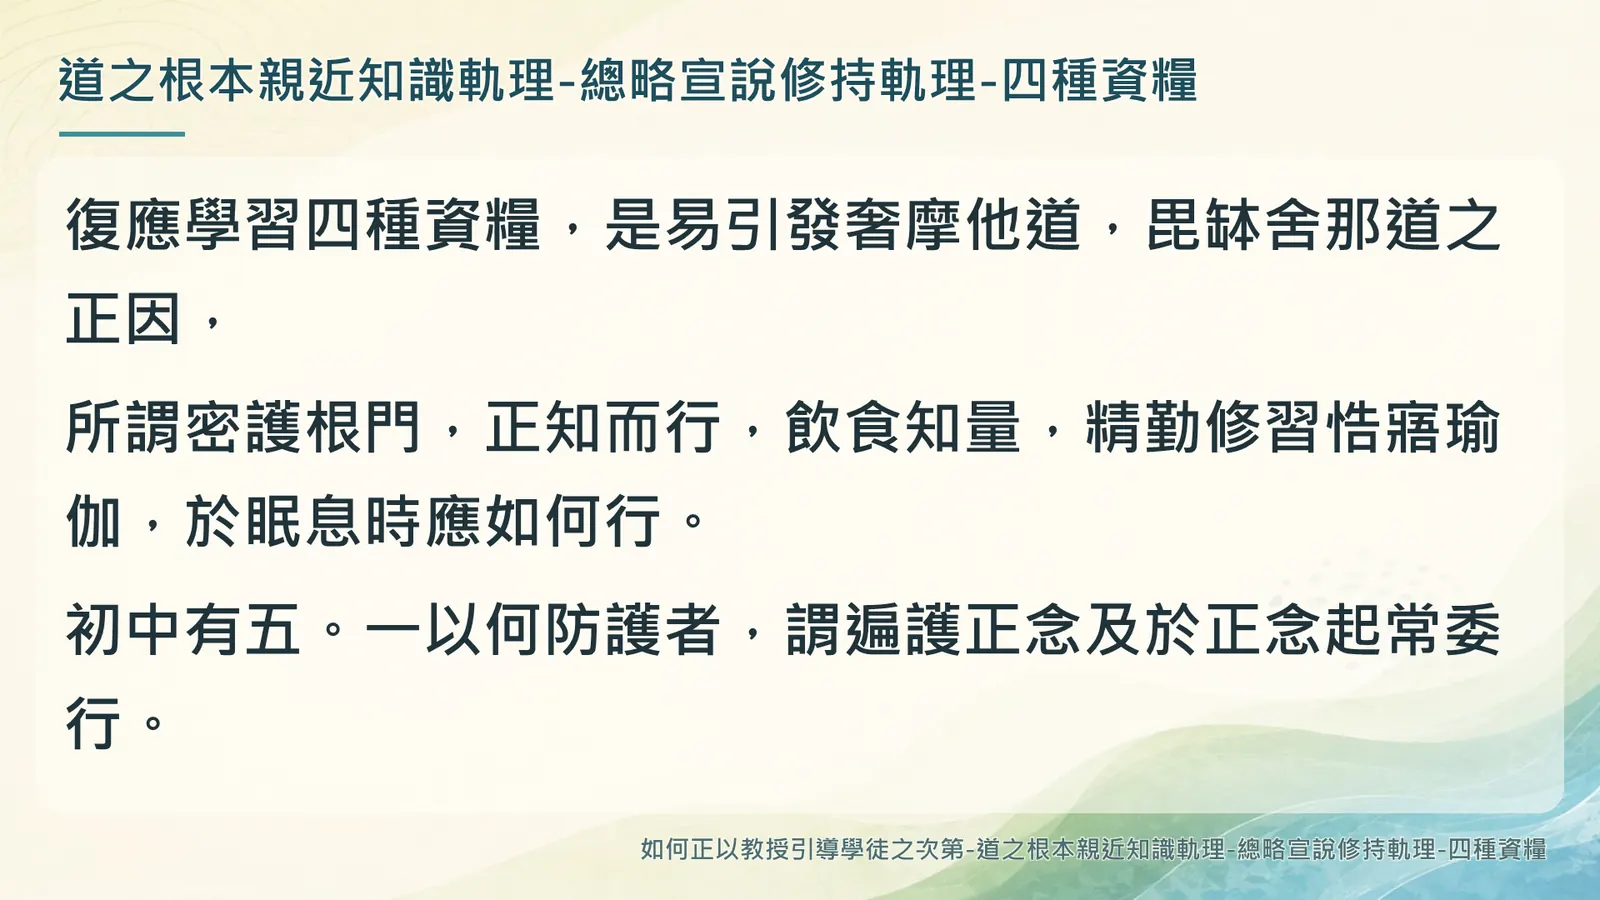 道之根本親近知識軌理-總略宣說修持軌理-四種資糧
復應學習四種資糧，是易引發奢摩他道，毘缽舍那道之
正因，
所謂密護根門，正知而行，飲食知量，精勤修習悎寤瑜
伽，於眠息時應如何行。
初中有五。一以何防護者，謂遍護正念及於正念起常委
行。
如何正以教授引導學徒之次第-道之根本親近知識軌理-總略宣說修持軌理-四種資糧